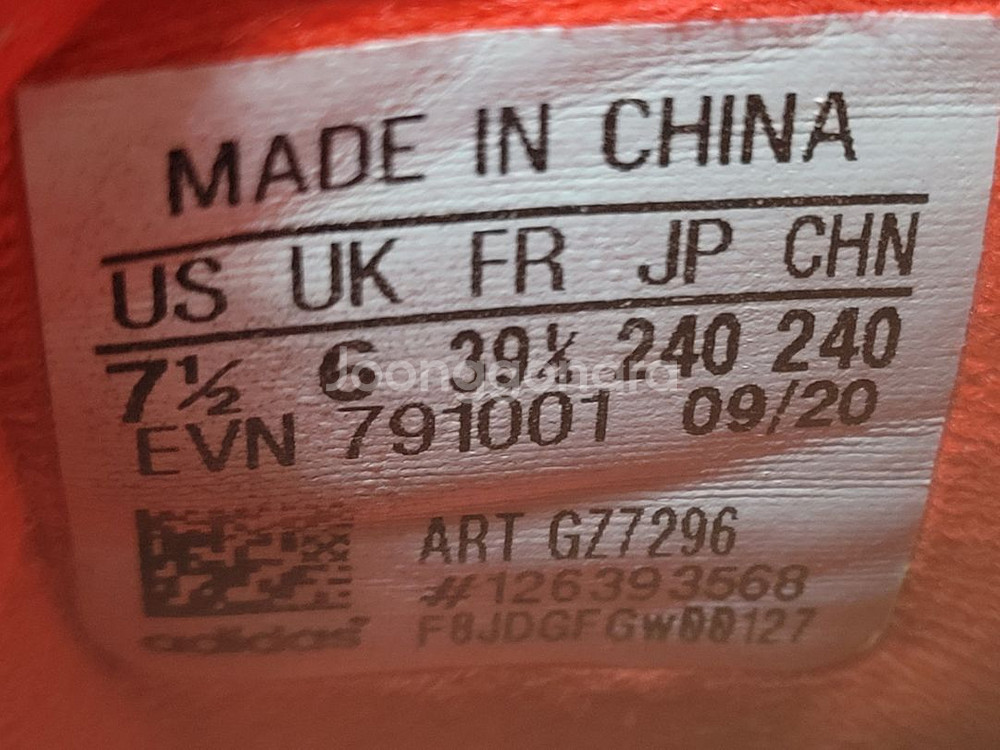 MADE IN CHINA
US UK FR JP CHN
7½ 6 39⅓ 240 240
Joonggonara
EVN 791001 09/20
ART GZ7296
#126393568
F8JDGFGW00127
adidas